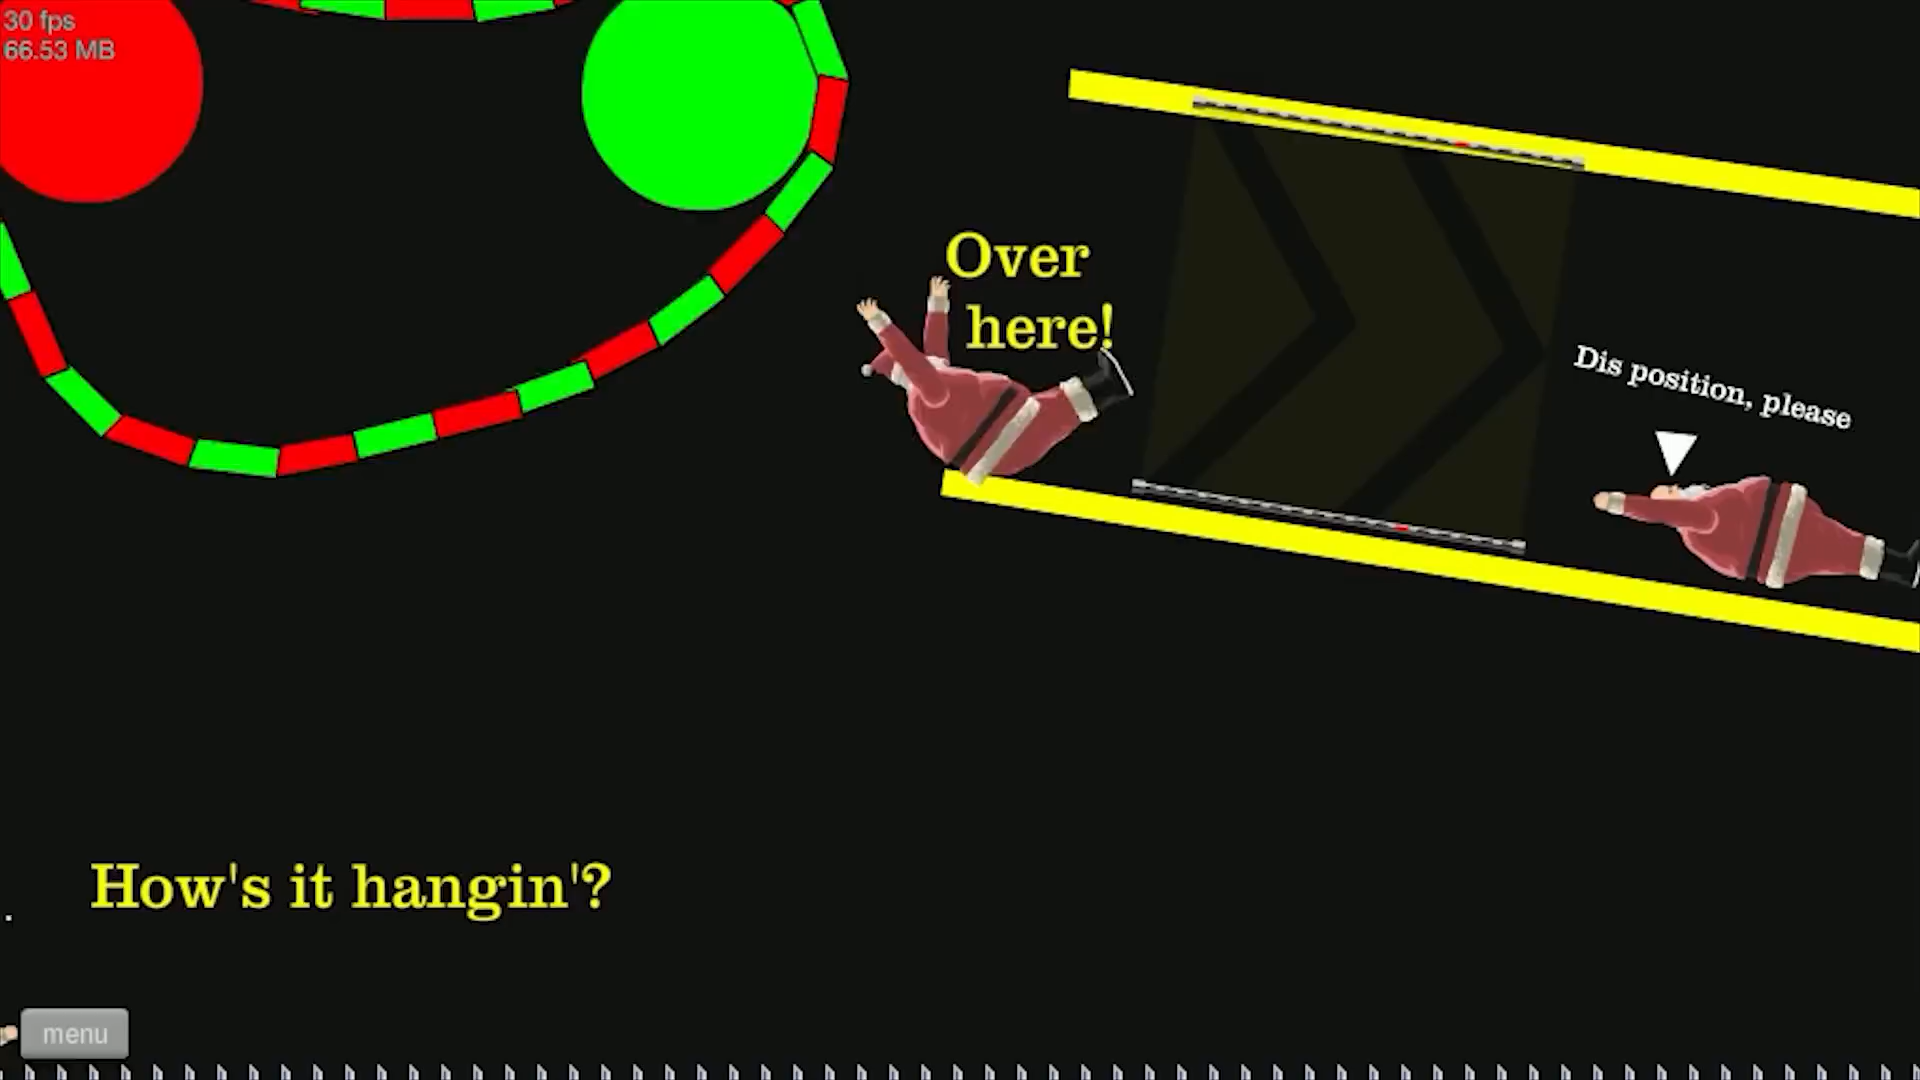 30 fps
66.53 MB
Over
here!
Dis position, please
How's it hangin'?
menu